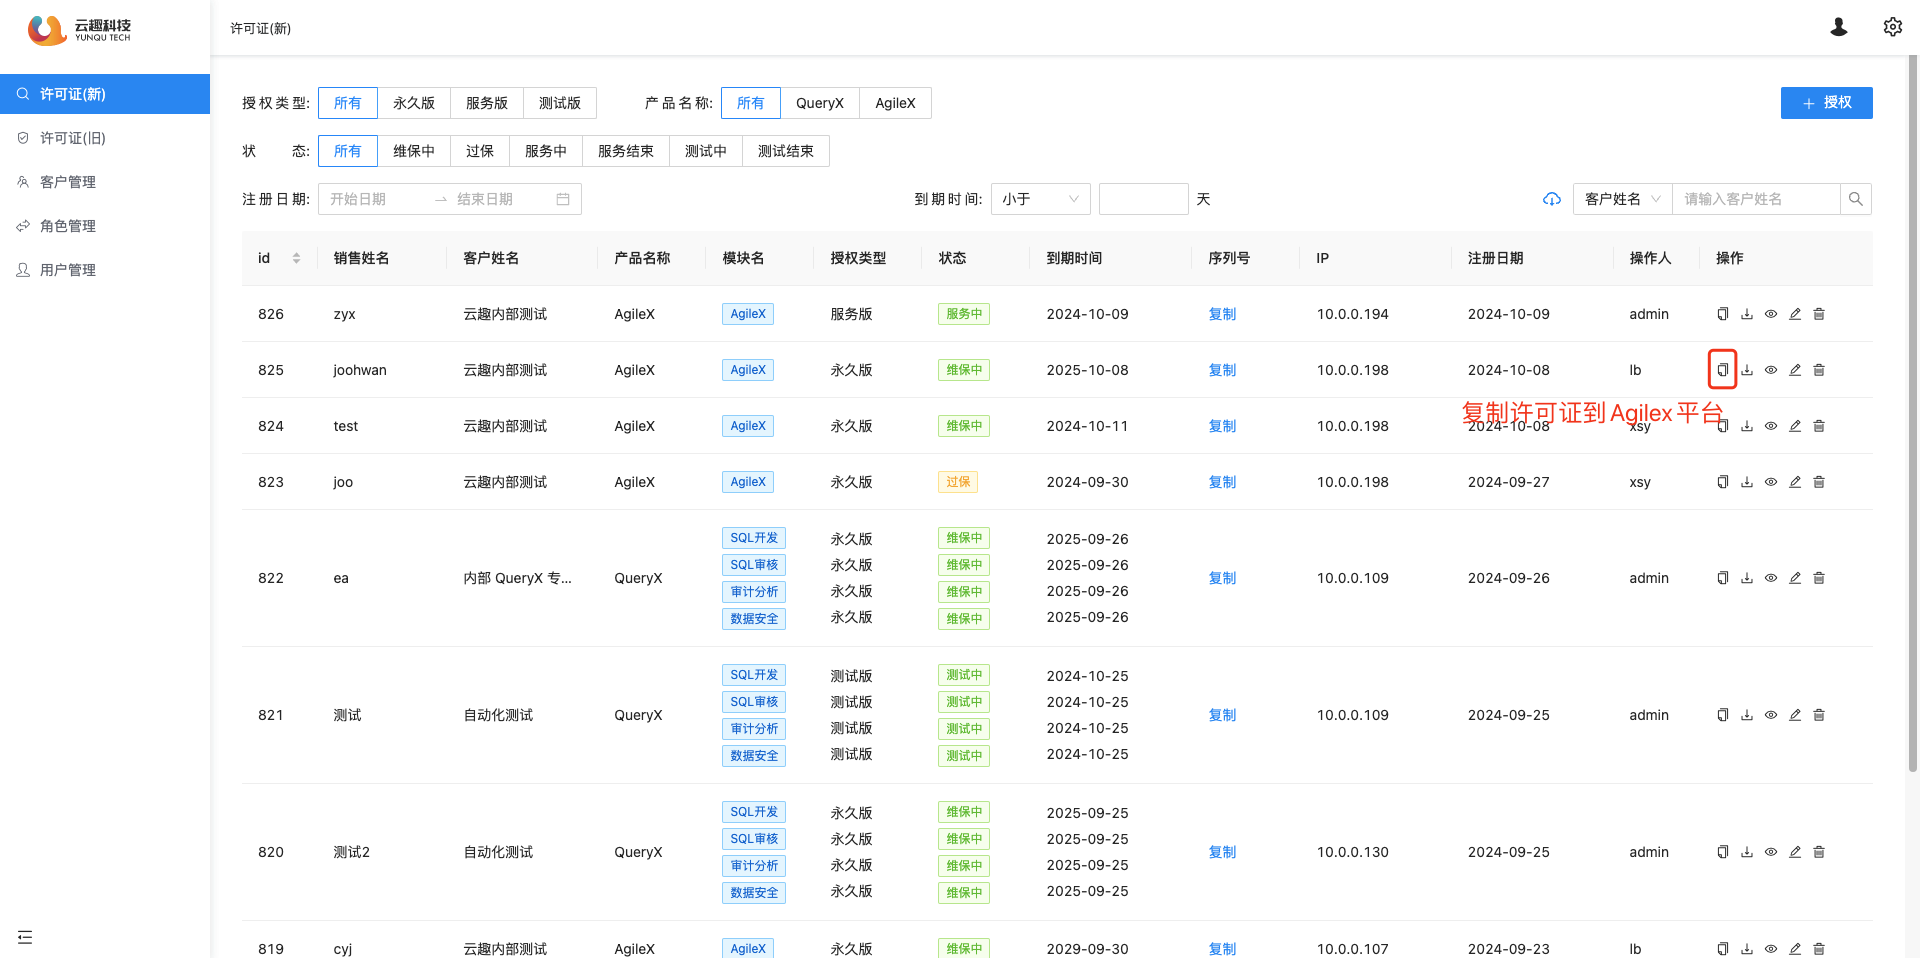 云趣科技
YUNQU TECH
许可证(新)
许可证(新)
许可证(旧)
客户管理
角色管理
用户管理
授权类型: 所有 永久版 服务版 测试版 产品名称: 所有 QueryX AgileX + 授权
状 态: 所有 维保中 过保 服务中 服务结束 测试中 测试结束
注册日期: 开始日期 → 结束日期 到期时间: 小于 天 客户姓名 请输入客户姓名
id 销售姓名 客户姓名 产品名称 模块名 授权类型 状态 到期时间 序列号 IP 注册日期 操作人 操作
826 zyx 云趣内部测试 AgileX AgileX 服务版 服务中 2024-10-09 复制 10.0.0.194 2024-10-09 admin
825 joohwan 云趣内部测试 AgileX AgileX 永久版 维保中 2025-10-08 复制 10.0.0.198 2024-10-08 lb
复制许可证到Agilex平台
824 test 云趣内部测试 AgileX AgileX 永久版 维保中 2024-10-11 复制 10.0.0.198 2024-10-08 xsy
823 joo 云趣内部测试 AgileX AgileX 永久版 过保 2024-09-30 复制 10.0.0.198 2024-09-27 xsy
SQL开发 永久版 维保中 2025-09-26
SQL审核 永久版 维保中 2025-09-26
822 ea 内部 QueryX 专... QueryX 复制 10.0.0.109 2024-09-26 admin
审计分析 永久版 维保中 2025-09-26
数据安全 永久版 维保中 2025-09-26
SQL开发 测试版 测试中 2024-10-25
SQL审核 测试版 测试中 2024-10-25
821 测试 自动化测试 QueryX 复制 10.0.0.109 2024-09-25 admin
审计分析 测试版 测试中 2024-10-25
数据安全 测试版 测试中 2024-10-25
SQL开发 永久版 维保中 2025-09-25
SQL审核 永久版 维保中 2025-09-25
820 测试2 自动化测试 QueryX 复制 10.0.0.130 2024-09-25 admin
审计分析 永久版 维保中 2025-09-25
数据安全 永久版 维保中 2025-09-25
819 cyj 云趣内部测试 AgileX AgileX 永久版 维保中 2029-09-30 复制 10.0.0.107 2024-09-23 lb